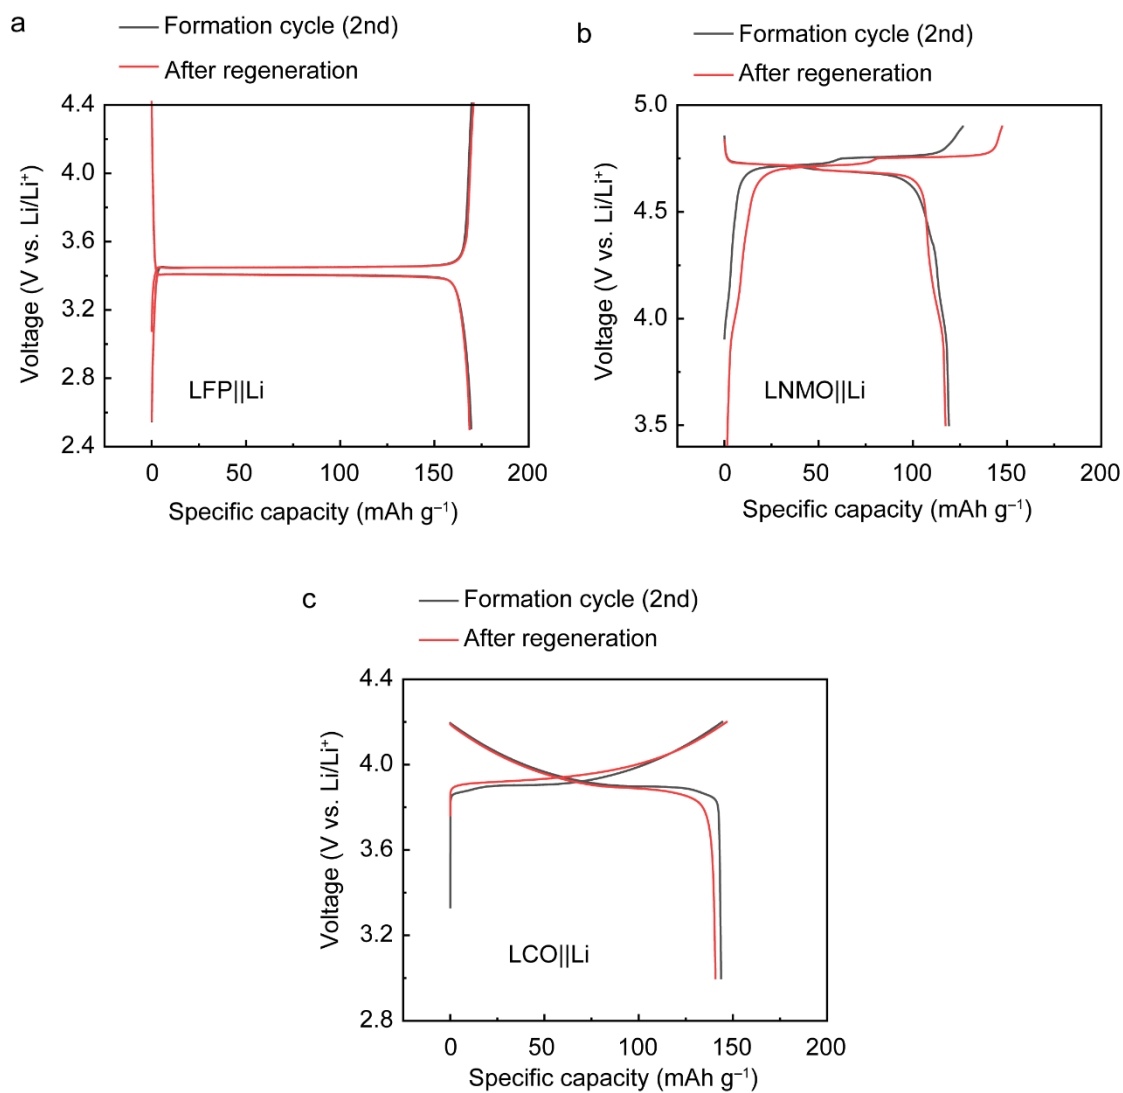 a
Formation cycle (2nd)
After regeneration
4.4
4.0
3.6
3.2
2.8
2.4
Voltage (V vs. Li/Li⁺)
LFP||Li
0 50 100 150 200
Specific capacity (mAh g⁻¹)
b
Formation cycle (2nd)
After regeneration
5.0
4.5
4.0
3.5
Voltage (V vs. Li/Li⁺)
LNMO||Li
0 50 100 150 200
Specific capacity (mAh g⁻¹)
c
Formation cycle (2nd)
After regeneration
4.4
4.0
3.6
3.2
2.8
Voltage (V vs. Li/Li⁺)
LCO||Li
0 50 100 150 200
Specific capacity (mAh g⁻¹)